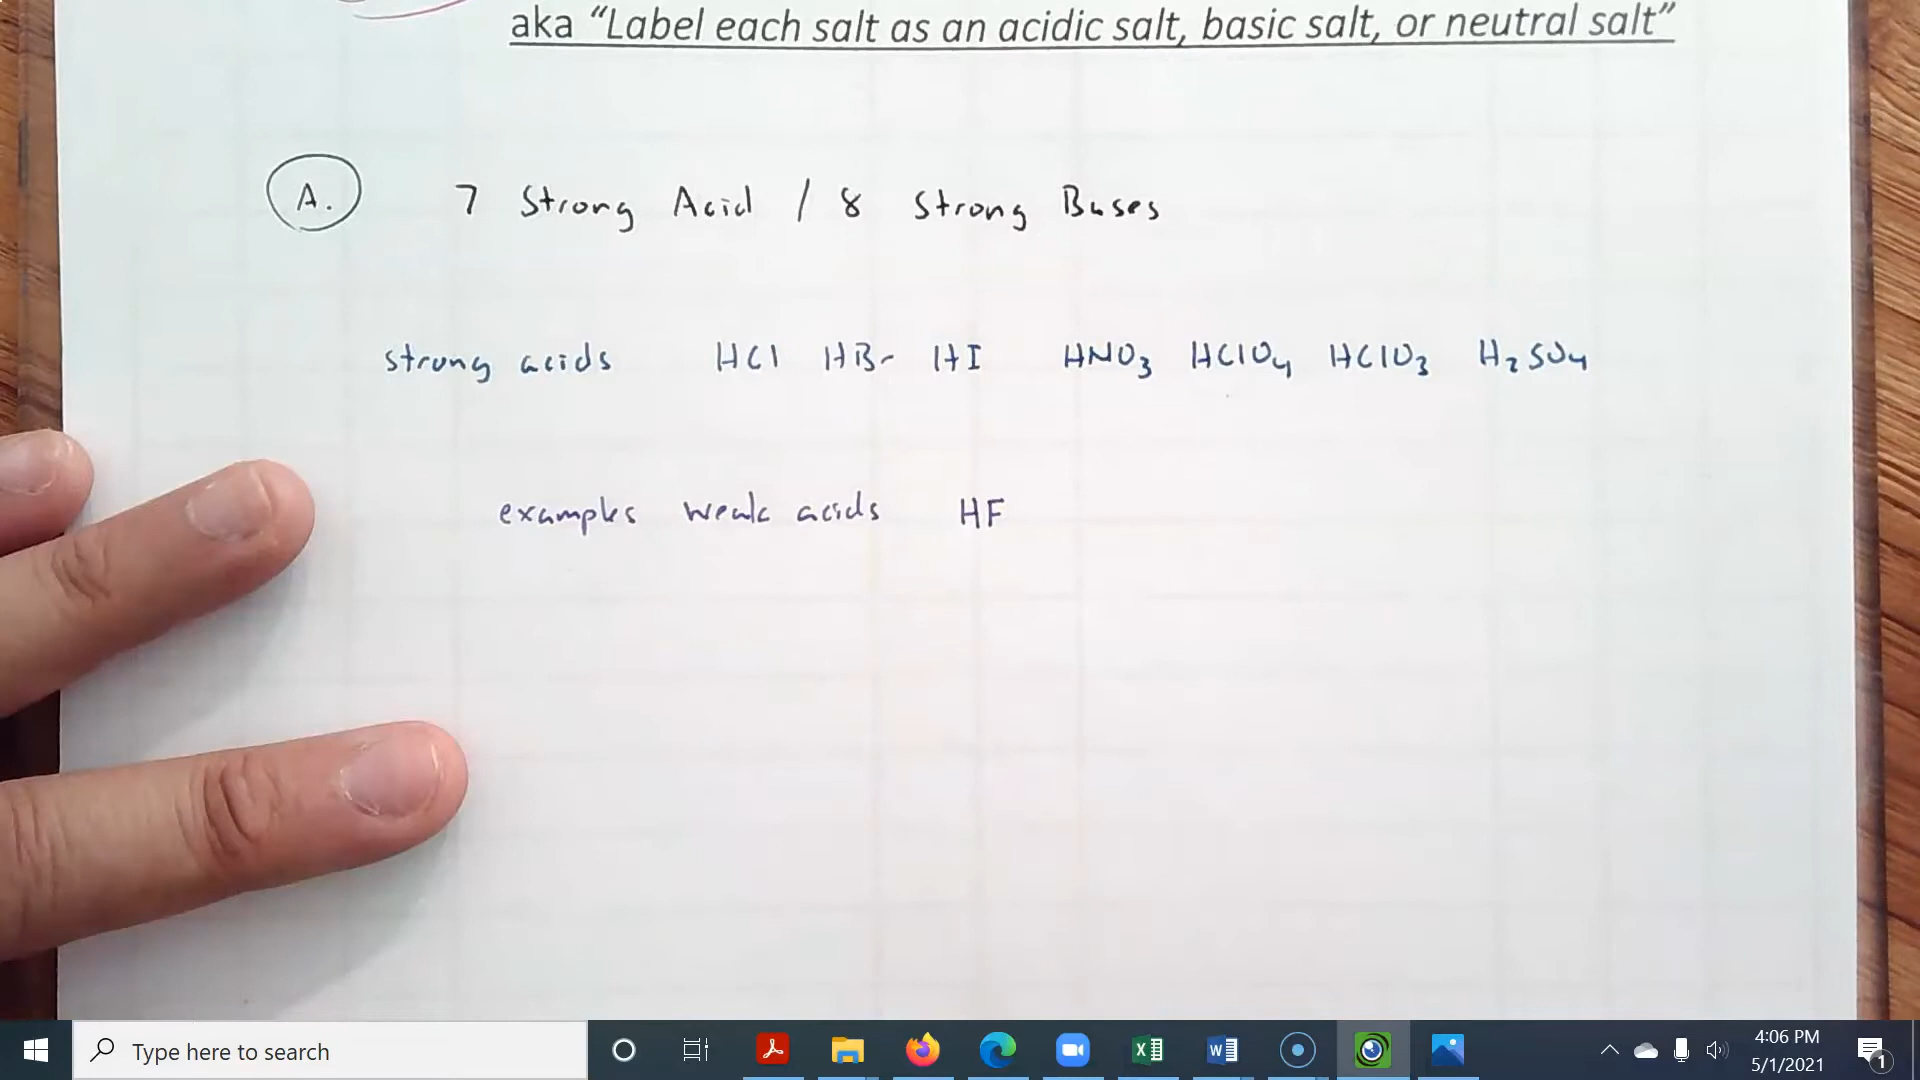 aka “Label each salt as an acidic salt, basic salt, or neutral salt”
A. 7 Strong Acid / 8 Strong Bases
strong acids HCl HBr HI HNO₃ HClO₄ HClO₃ H₂SO₄
examples weak acids HF
Type here to search
4:06 PM
5/1/2021
1